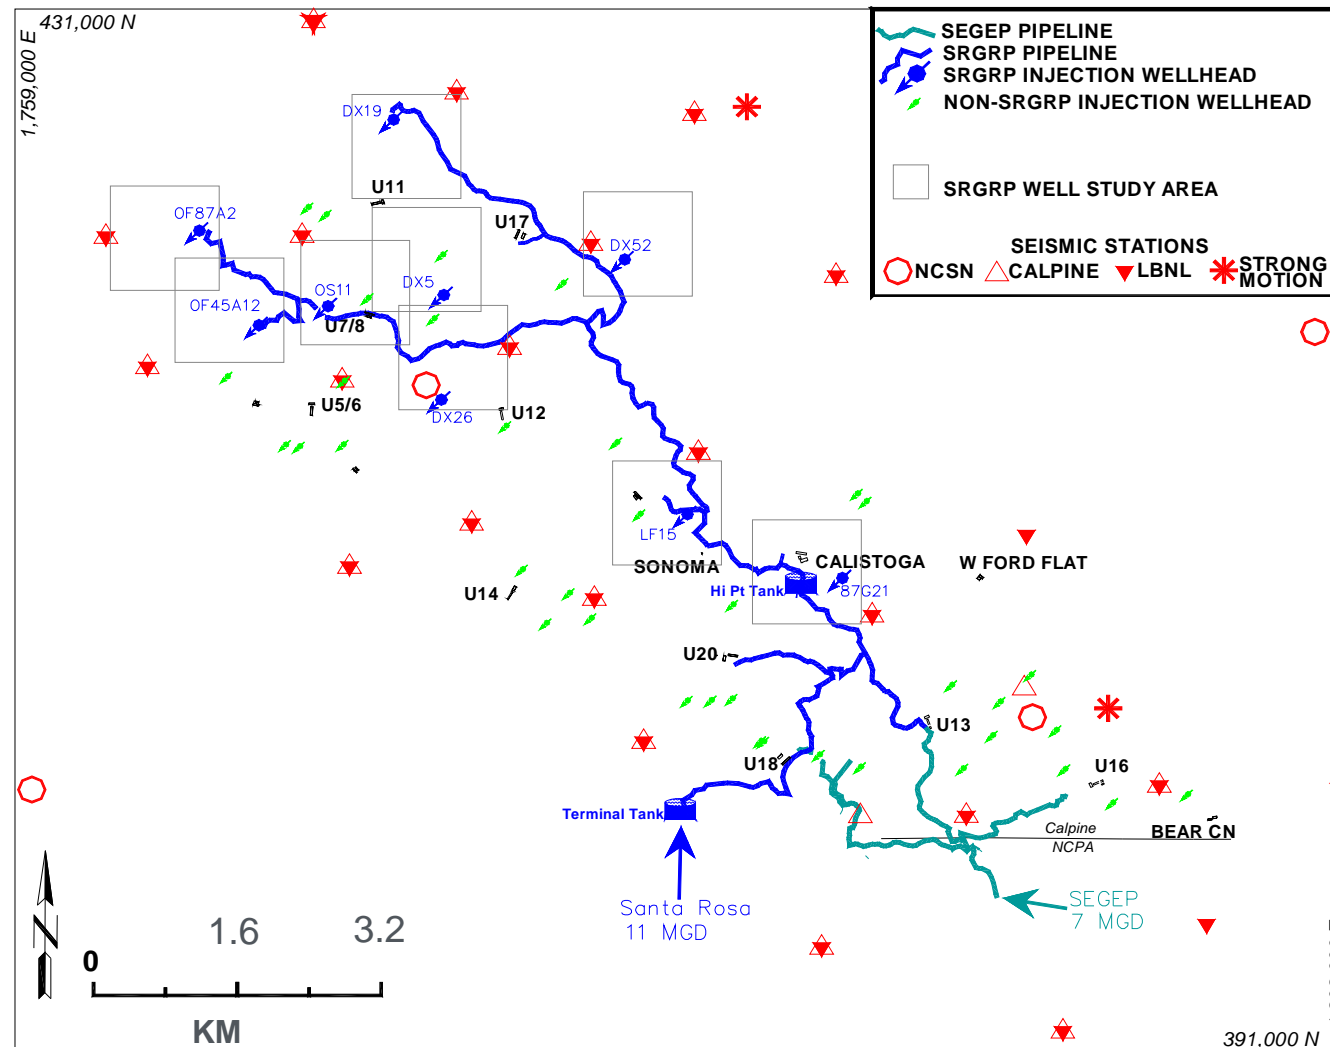 431,000 N
1,759,000 E
SEGEP PIPELINE
SRGRP PIPELINE
SRGRP INJECTION WELLHEAD
NON-SRGRP INJECTION WELLHEAD
SRGRP WELL STUDY AREA
SEISMIC STATIONS
NCSN
CALPINE
LBNL
STRONG
MOTION
DX19
U11
OF87A2
U17
DX52
DX5
OS11
OF45A12
U7/8
U5/6
DX26
U12
LF15
SONOMA
CALISTOGA
W FORD FLAT
Hi Pt Tank
87G21
U14
U20
U13
U18
U16
Terminal Tank
Calpine
NCPA
BEAR CN
Santa Rosa
11 MGD
SEGEP
7 MGD
N
1.6
3.2
0
KM
391,000 N